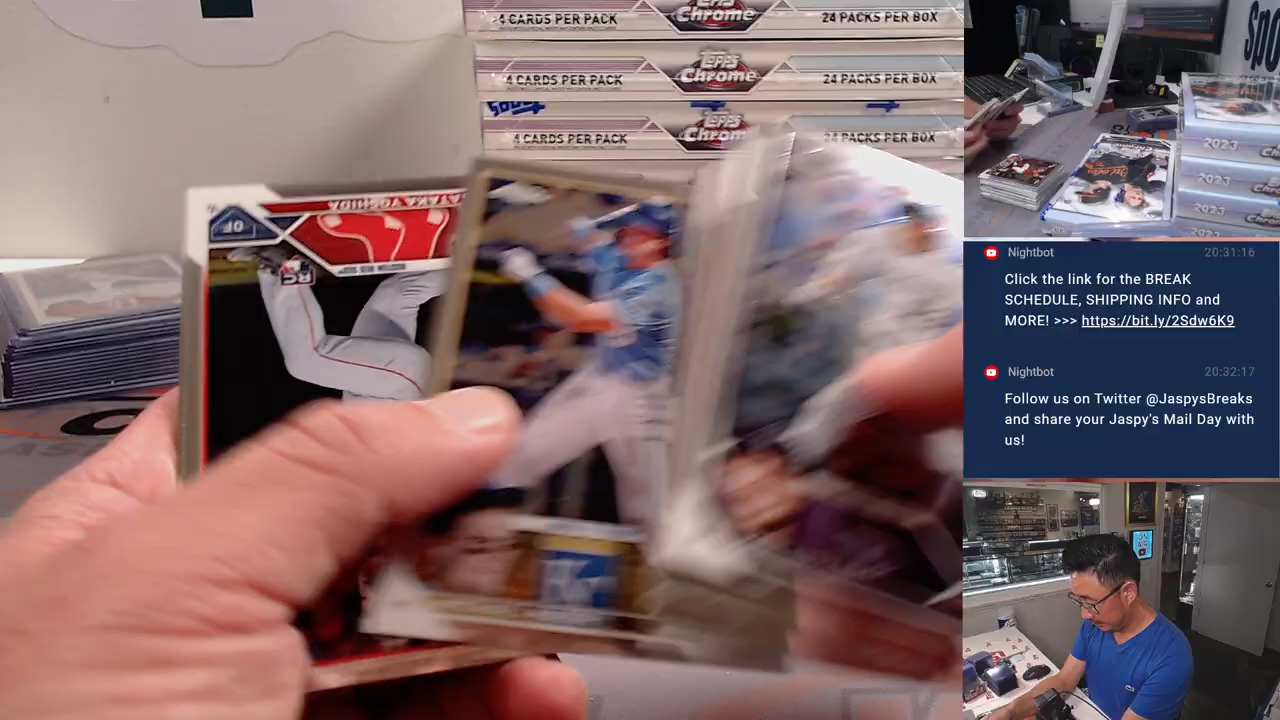 4 CARDS PER PACK
Topps
Chrome
24 PACKS PER BOX
4 CARDS PER PACK
Topps
Chrome
24 PACKS PER BOX
4 CARDS PER PACK
Topps
Chrome
24 PACKS PER BOX
YOSHIDA
OF
KC
Spo
2023
2023
2023
Nightbot
20:31:16
Click the link for the BREAK
SCHEDULE, SHIPPING INFO and
MORE! >>> https://bit.ly/2Sdw6K9
Nightbot
20:32:17
Follow us on Twitter @JaspysBreaks
and share your Jaspy's Mail Day with
us!